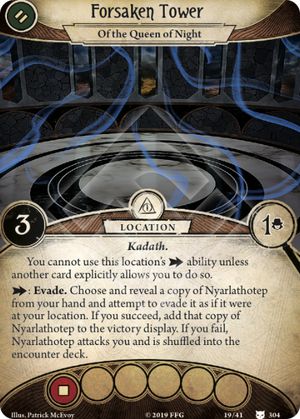 Forsaken Tower
Of the Queen of Night
3
LOCATION
1
Kadath.
You cannot use this location's ability unless
another card explicitly allows you to do so.
: Evade. Choose and reveal a copy of Nyarlathotep
from your hand and attempt to evade it as if it were
at your location. If you succeed, add that copy of
Nyarlathotep to the victory display. If you fail,
Nyarlathotep attacks you and is shuffled into the
encounter deck.
Illus. Patrick McEvoy
© 2019 FFG
19/41
304